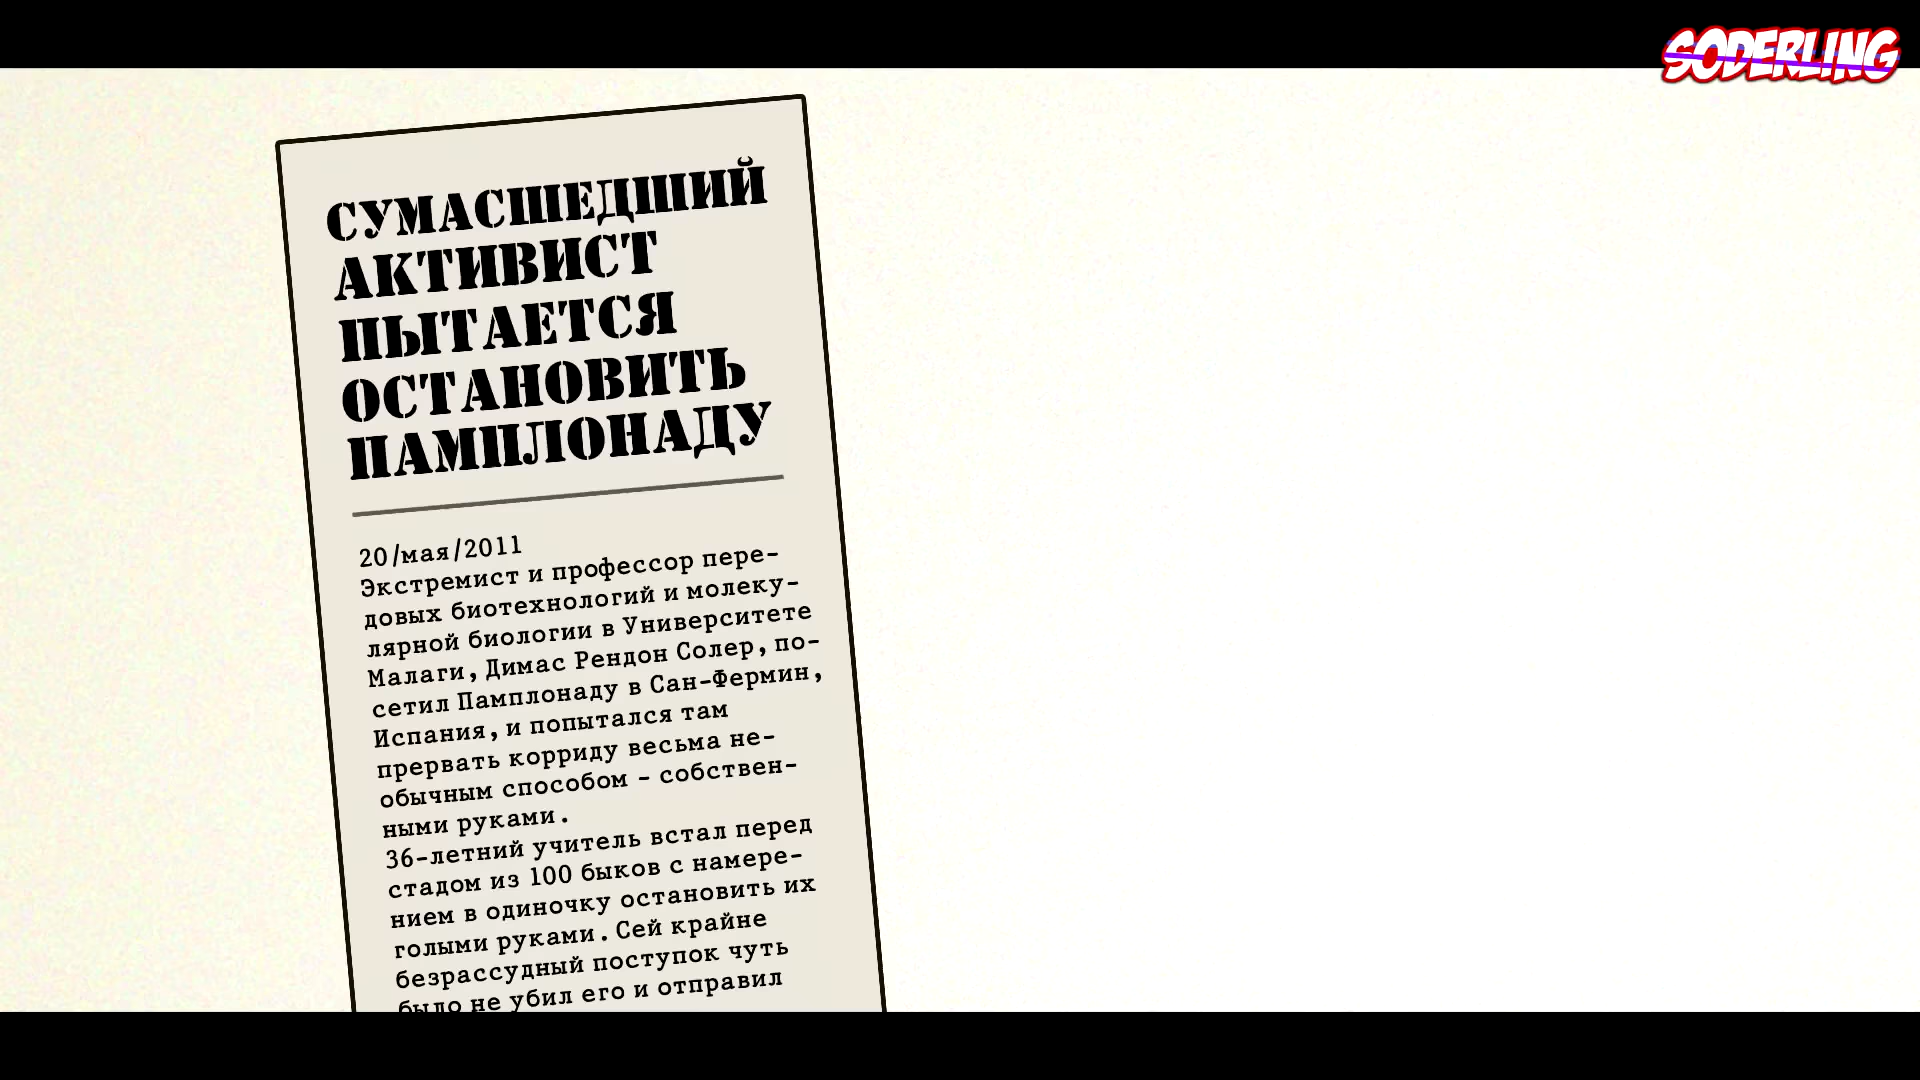 SODERLING
СУМАСШЕДШИЙ
АКТИВИСТ
ПЫТАЕТСЯ
ОСТАНОВИТЬ
ПАМПЛОНАДУ
20/мая/2011
Экстремист и профессор пере-
довых биотехнологий и молеку-
лярной биологии в Университете
Малаги, Димас Рендон Солер, по-
сетил Памплонаду в Сан-Фермин,
Испания, и попытался там
прервать корриду весьма не-
обычным способом - собствен-
ными руками.
36-летний учитель встал перед
стадом из 100 быков с намере-
нием в одиночку остановить их
голыми руками. Сей крайне
безрассудный поступок чуть
было не убил его и отправил